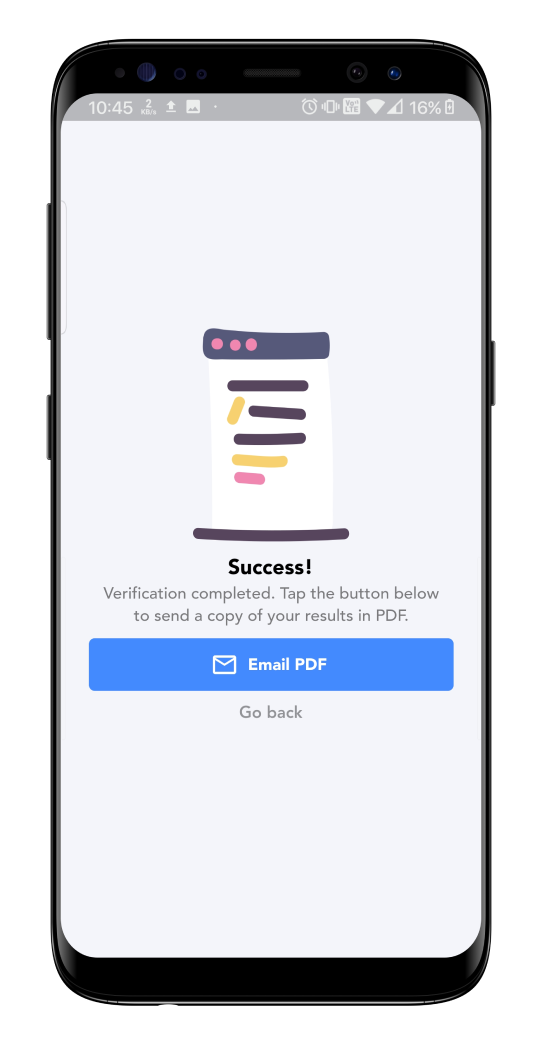 10:45 2 KB/s VoLTE 16%
Success!
Verification completed. Tap the button below
to send a copy of your results in PDF.
Email PDF
Go back